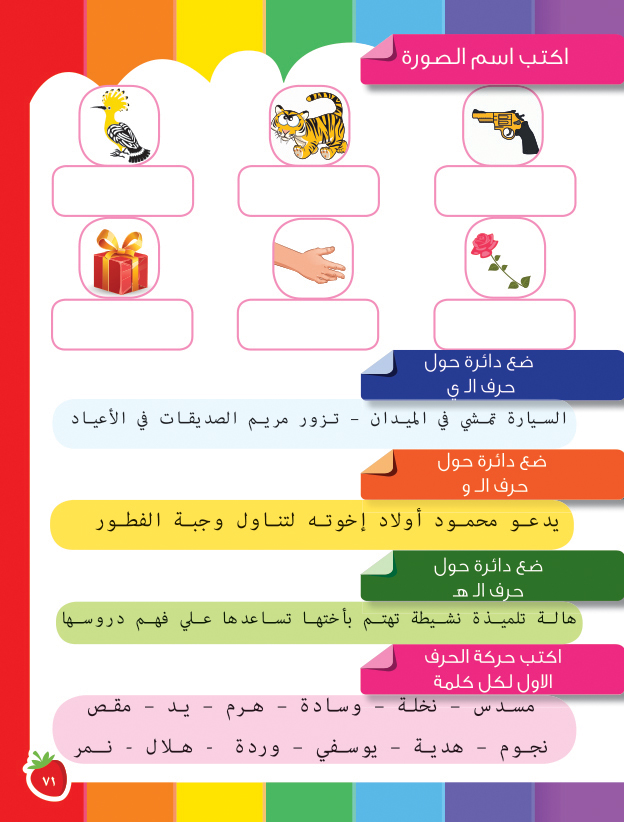 اكتب اسم الصورة
ضع دائرة حول
حرف الـ ي
السيارة تمشي في الميدان - تزور مريم الصديقات في الأعياد
ضع دائرة حول
حرف الـ و
يدعو محمود أولاد إخوته لتناول وجبة الفطور
ضع دائرة حول
حرف الـ هـ
هالة تلميذة نشيطة تهتم بأختها تساعدها علي فهم دروسها
اكتب حركة الحرف
الاول لكل كلمة
مسدس - نخلة - وسادة - هرم - يد - مقص
نجوم - هدية - يوسفي - وردة - هلال - نمر
٧١